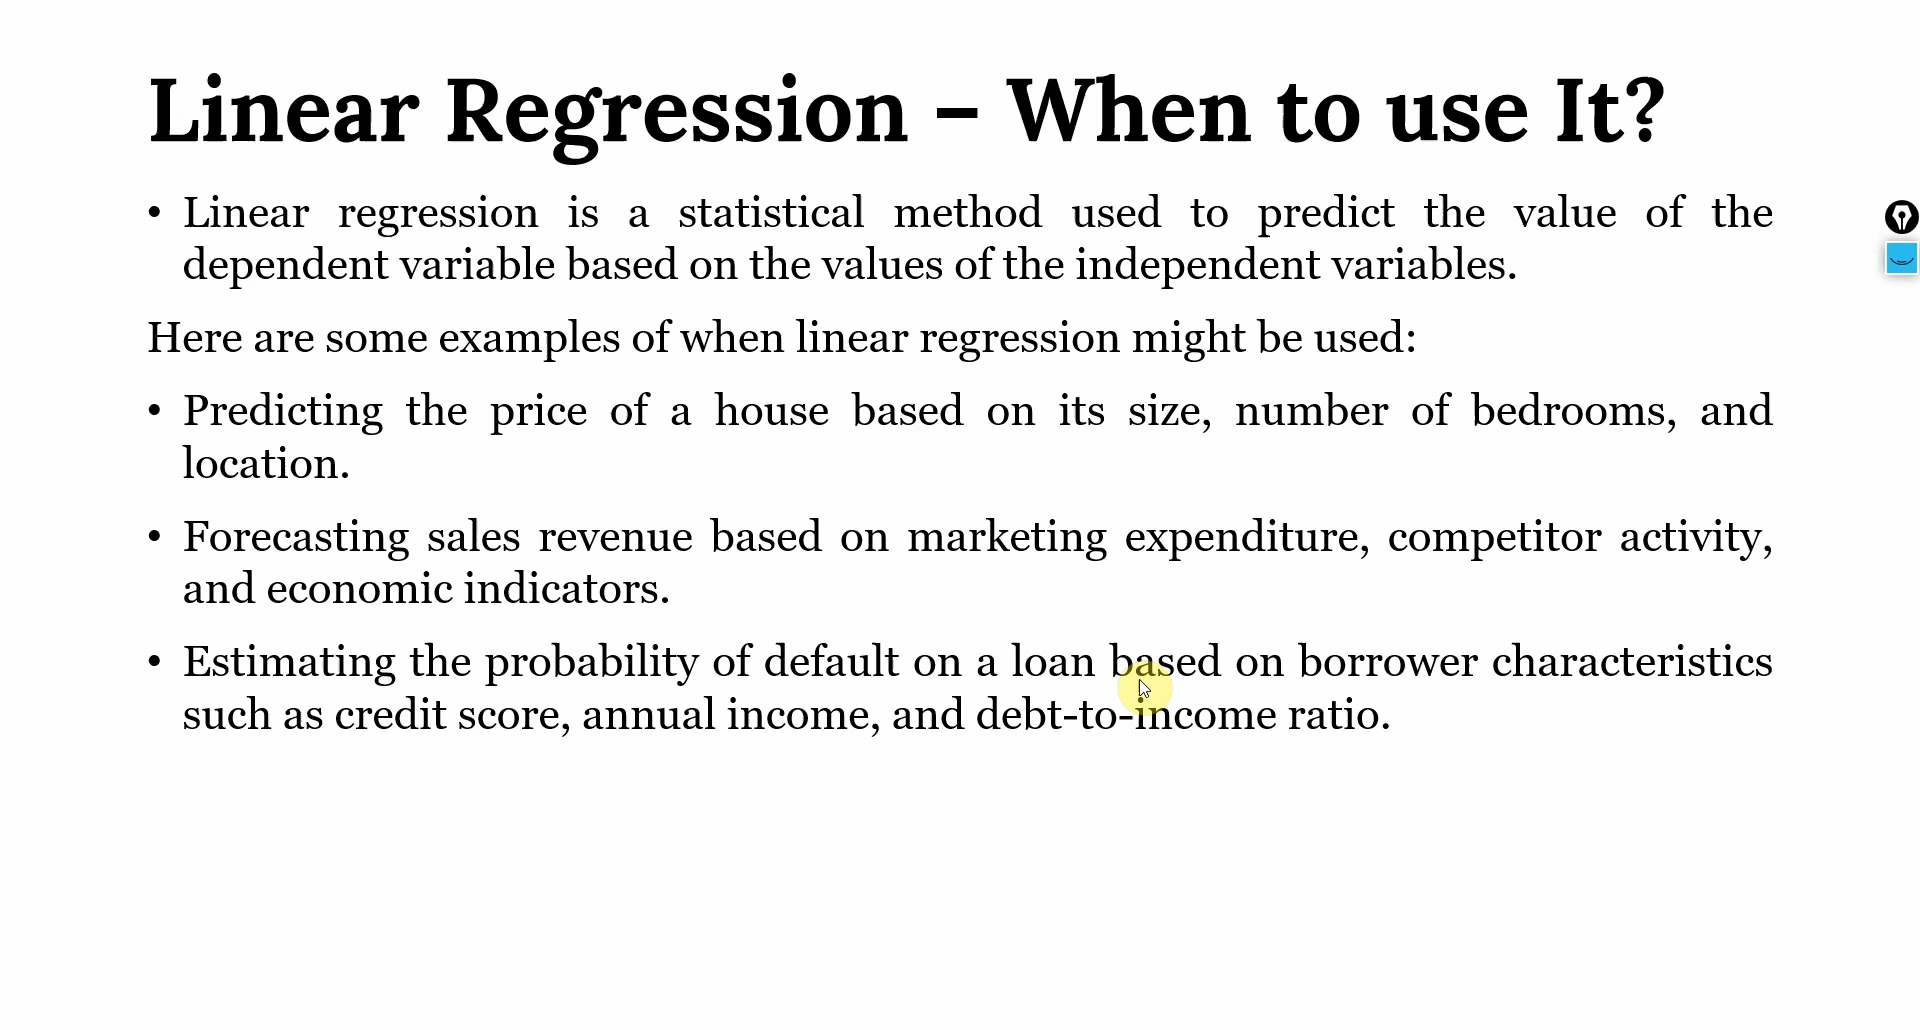 Linear Regression – When to use It?
• Linear regression is a statistical method used to predict the value of the
dependent variable based on the values of the independent variables.
Here are some examples of when linear regression might be used:
• Predicting the price of a house based on its size, number of bedrooms, and
location.
• Forecasting sales revenue based on marketing expenditure, competitor activity,
and economic indicators.
• Estimating the probability of default on a loan based on borrower characteristics
such as credit score, annual income, and debt-to-income ratio.